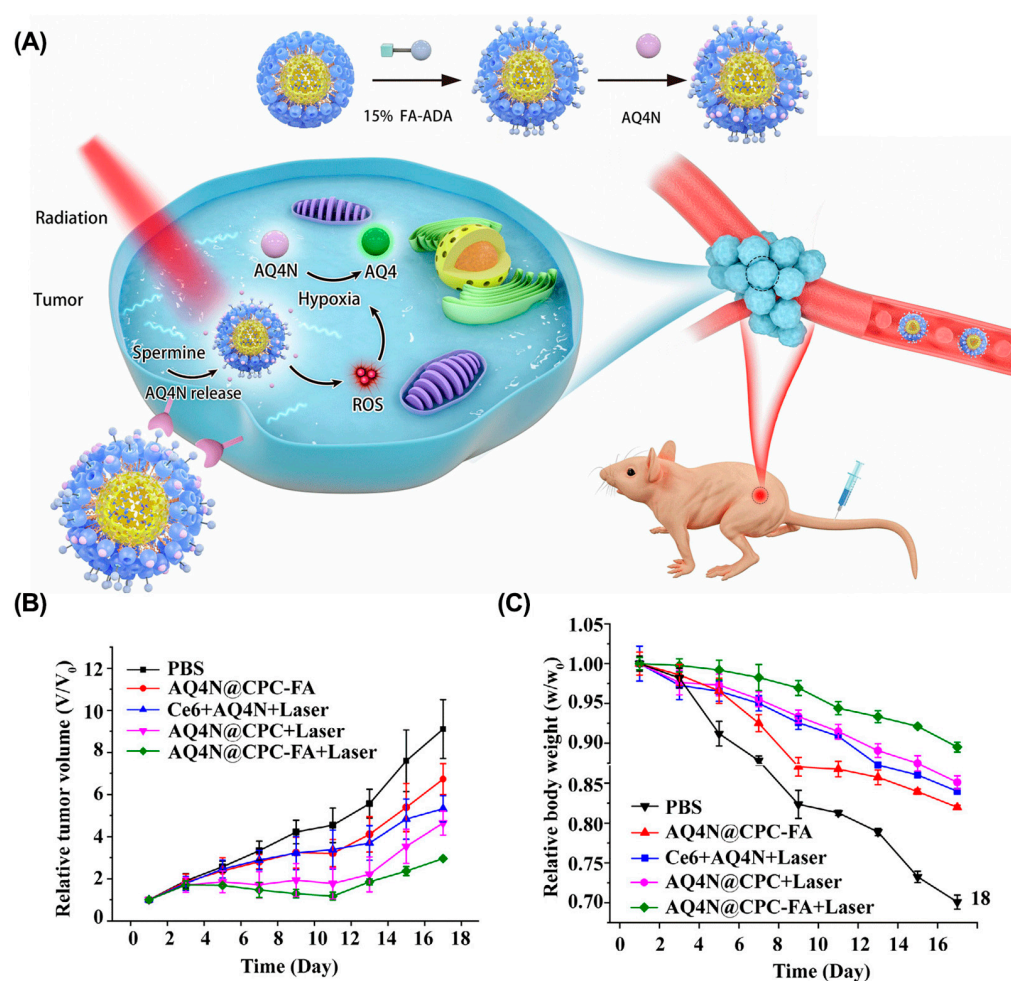 (A)
15% FA-ADA
AQ4N
Radiation
Tumor
AQ4N
AQ4
Hypoxia
Spermine
AQ4N release
ROS
(B)
Relative tumor volume (V/V₀)
12
10
8
6
4
2
0
PBS
AQ4N@CPC-FA
Ce6+AQ4N+Laser
AQ4N@CPC+Laser
AQ4N@CPC-FA+Laser
0 2 4 6 8 10 12 14 16 18
Time (Day)
(C)
Relative body weight (w/w₀)
1.05
1.00
0.95
0.90
0.85
0.80
0.75
0.70
PBS
AQ4N@CPC-FA
Ce6+AQ4N+Laser
AQ4N@CPC+Laser
AQ4N@CPC-FA+Laser
18
0 2 4 6 8 10 12 14 16
Time (Day)